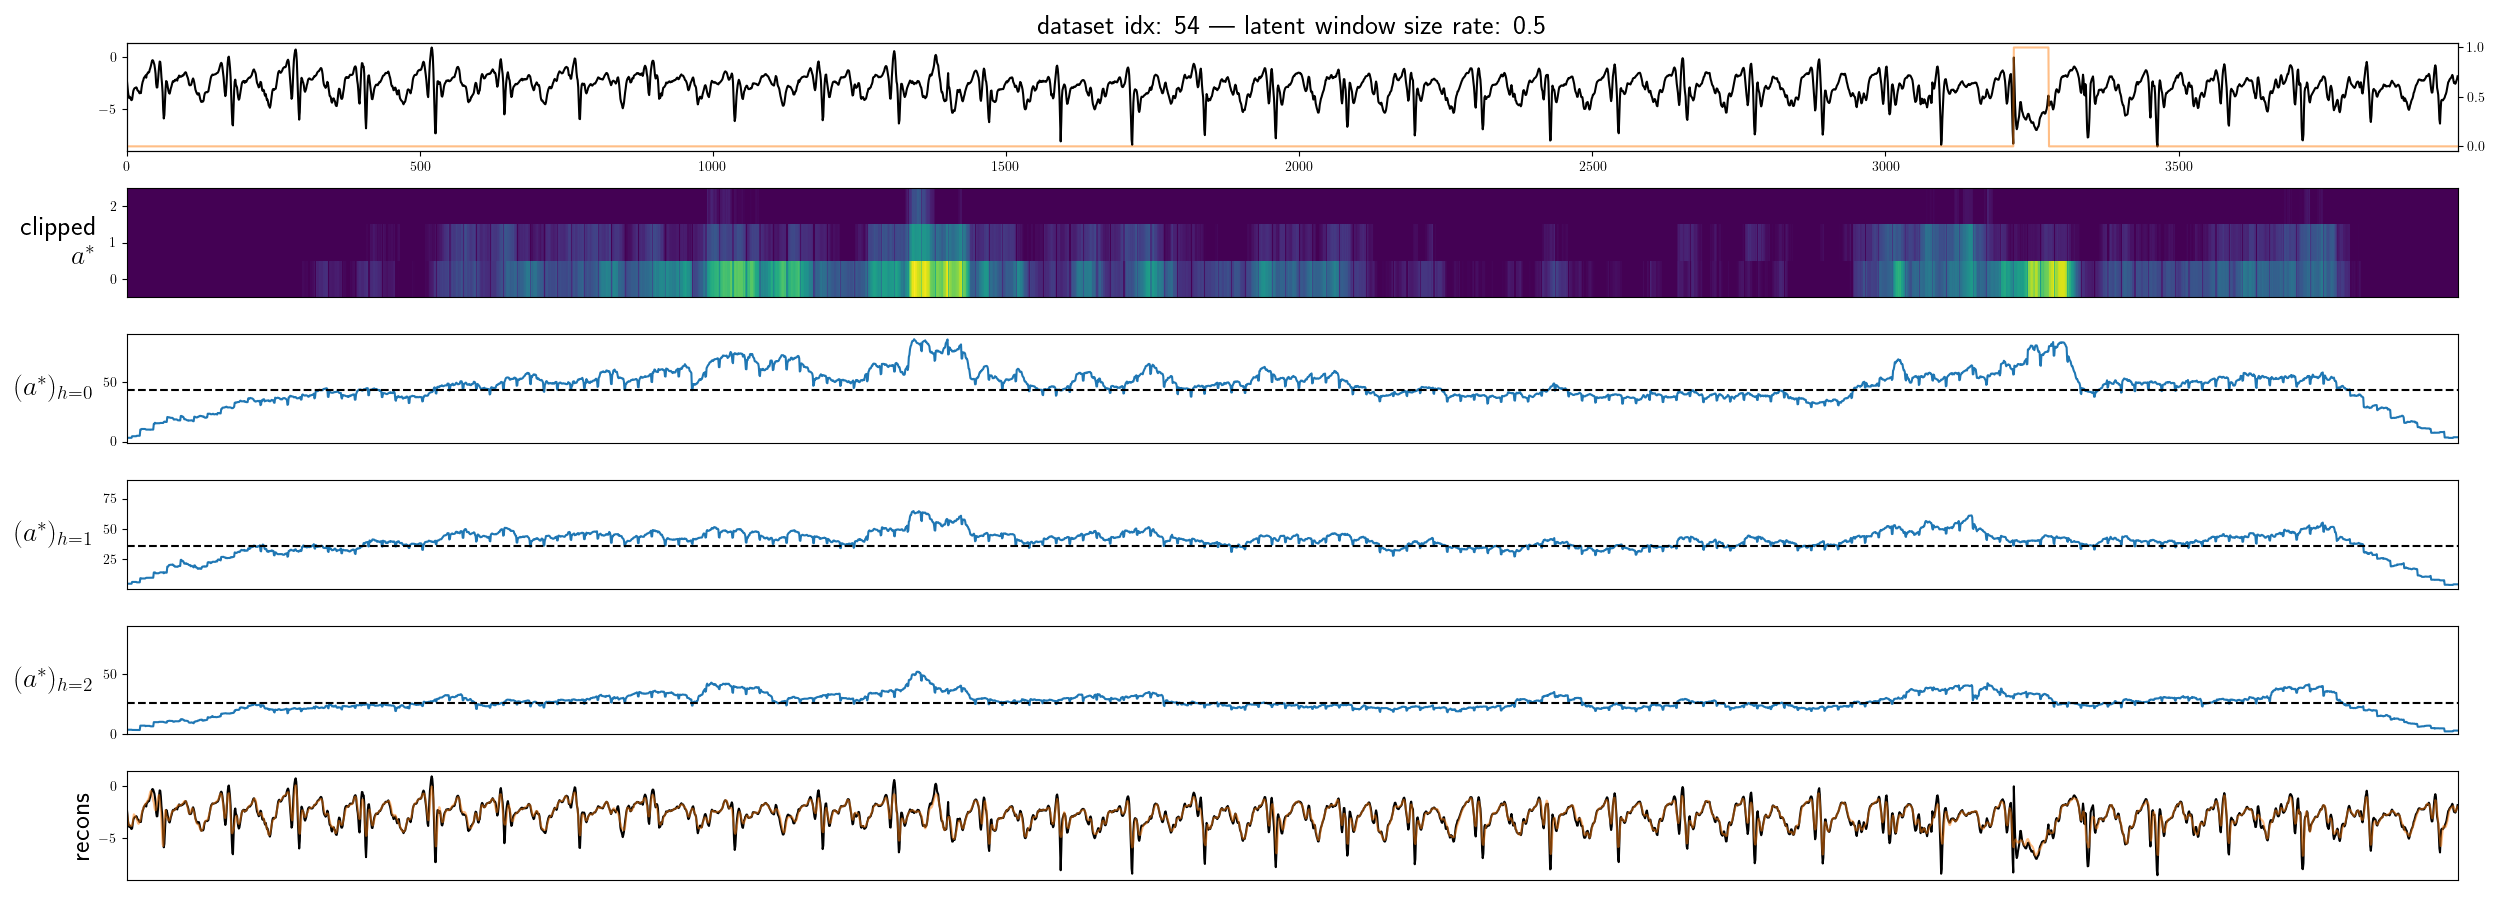 dataset idx: 54 — latent window size rate: 0.5
0
−5
1.0
0.5
0.0
0 500 1000 1500 2000 2500 3000 3500
clipped
a*
2
1
0
(a*)h=0
50
0
(a*)h=1
75
50
25
(a*)h=2
50
0
recons
0
−5